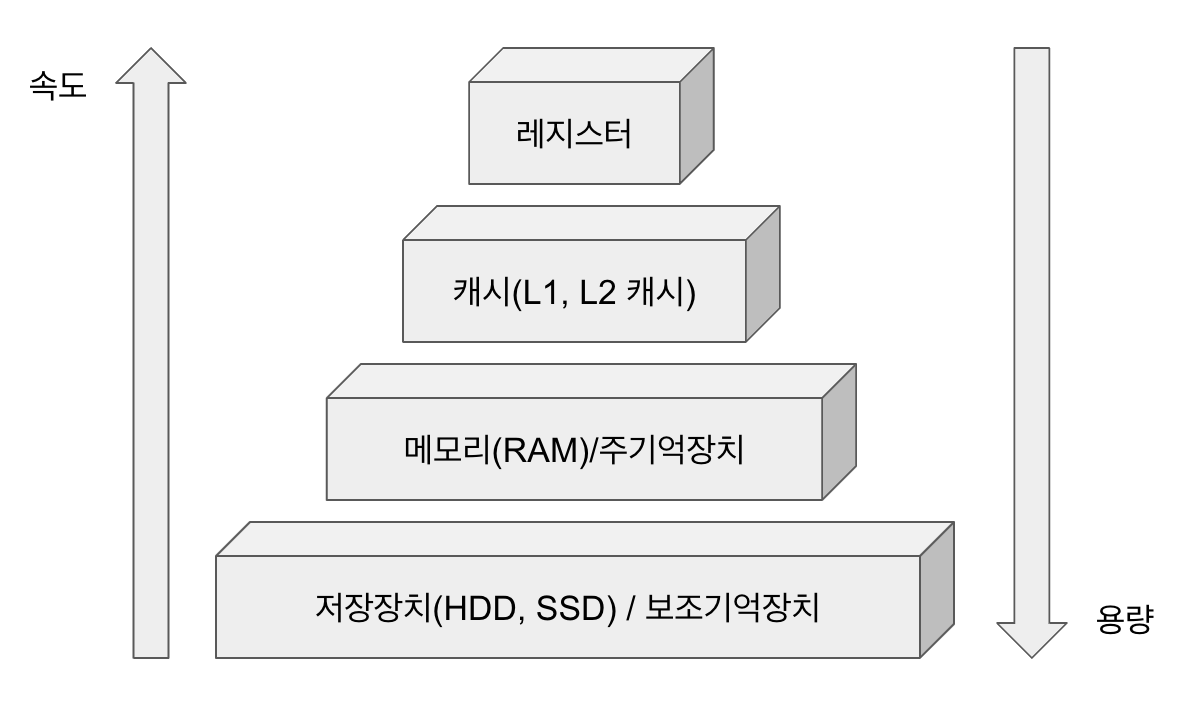 속도
레지스터
캐시(L1, L2 캐시)
메모리(RAM)/주기억장치
저장장치(HDD, SSD) / 보조기억장치
용량